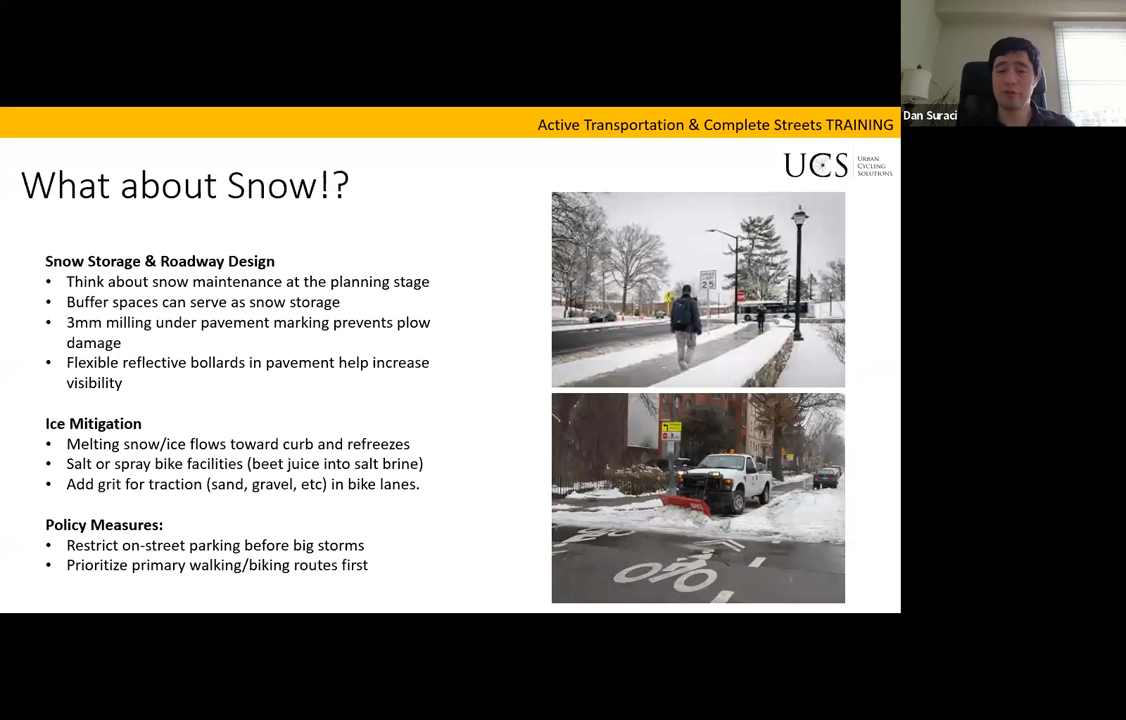 Active Transportation & Complete Streets TRAINING
Dan Suraci
UCS
URBAN
CYCLING
SOLUTIONS
What about Snow!?
Snow Storage & Roadway Design
• Think about snow maintenance at the planning stage
• Buffer spaces can serve as snow storage
• 3mm milling under pavement marking prevents plow
damage
• Flexible reflective bollards in pavement help increase
visibility
Ice Mitigation
• Melting snow/ice flows toward curb and refreezes
• Salt or spray bike facilities (beet juice into salt brine)
• Add grit for traction (sand, gravel, etc) in bike lanes.
Policy Measures:
• Restrict on-street parking before big storms
• Prioritize primary walking/biking routes first
25